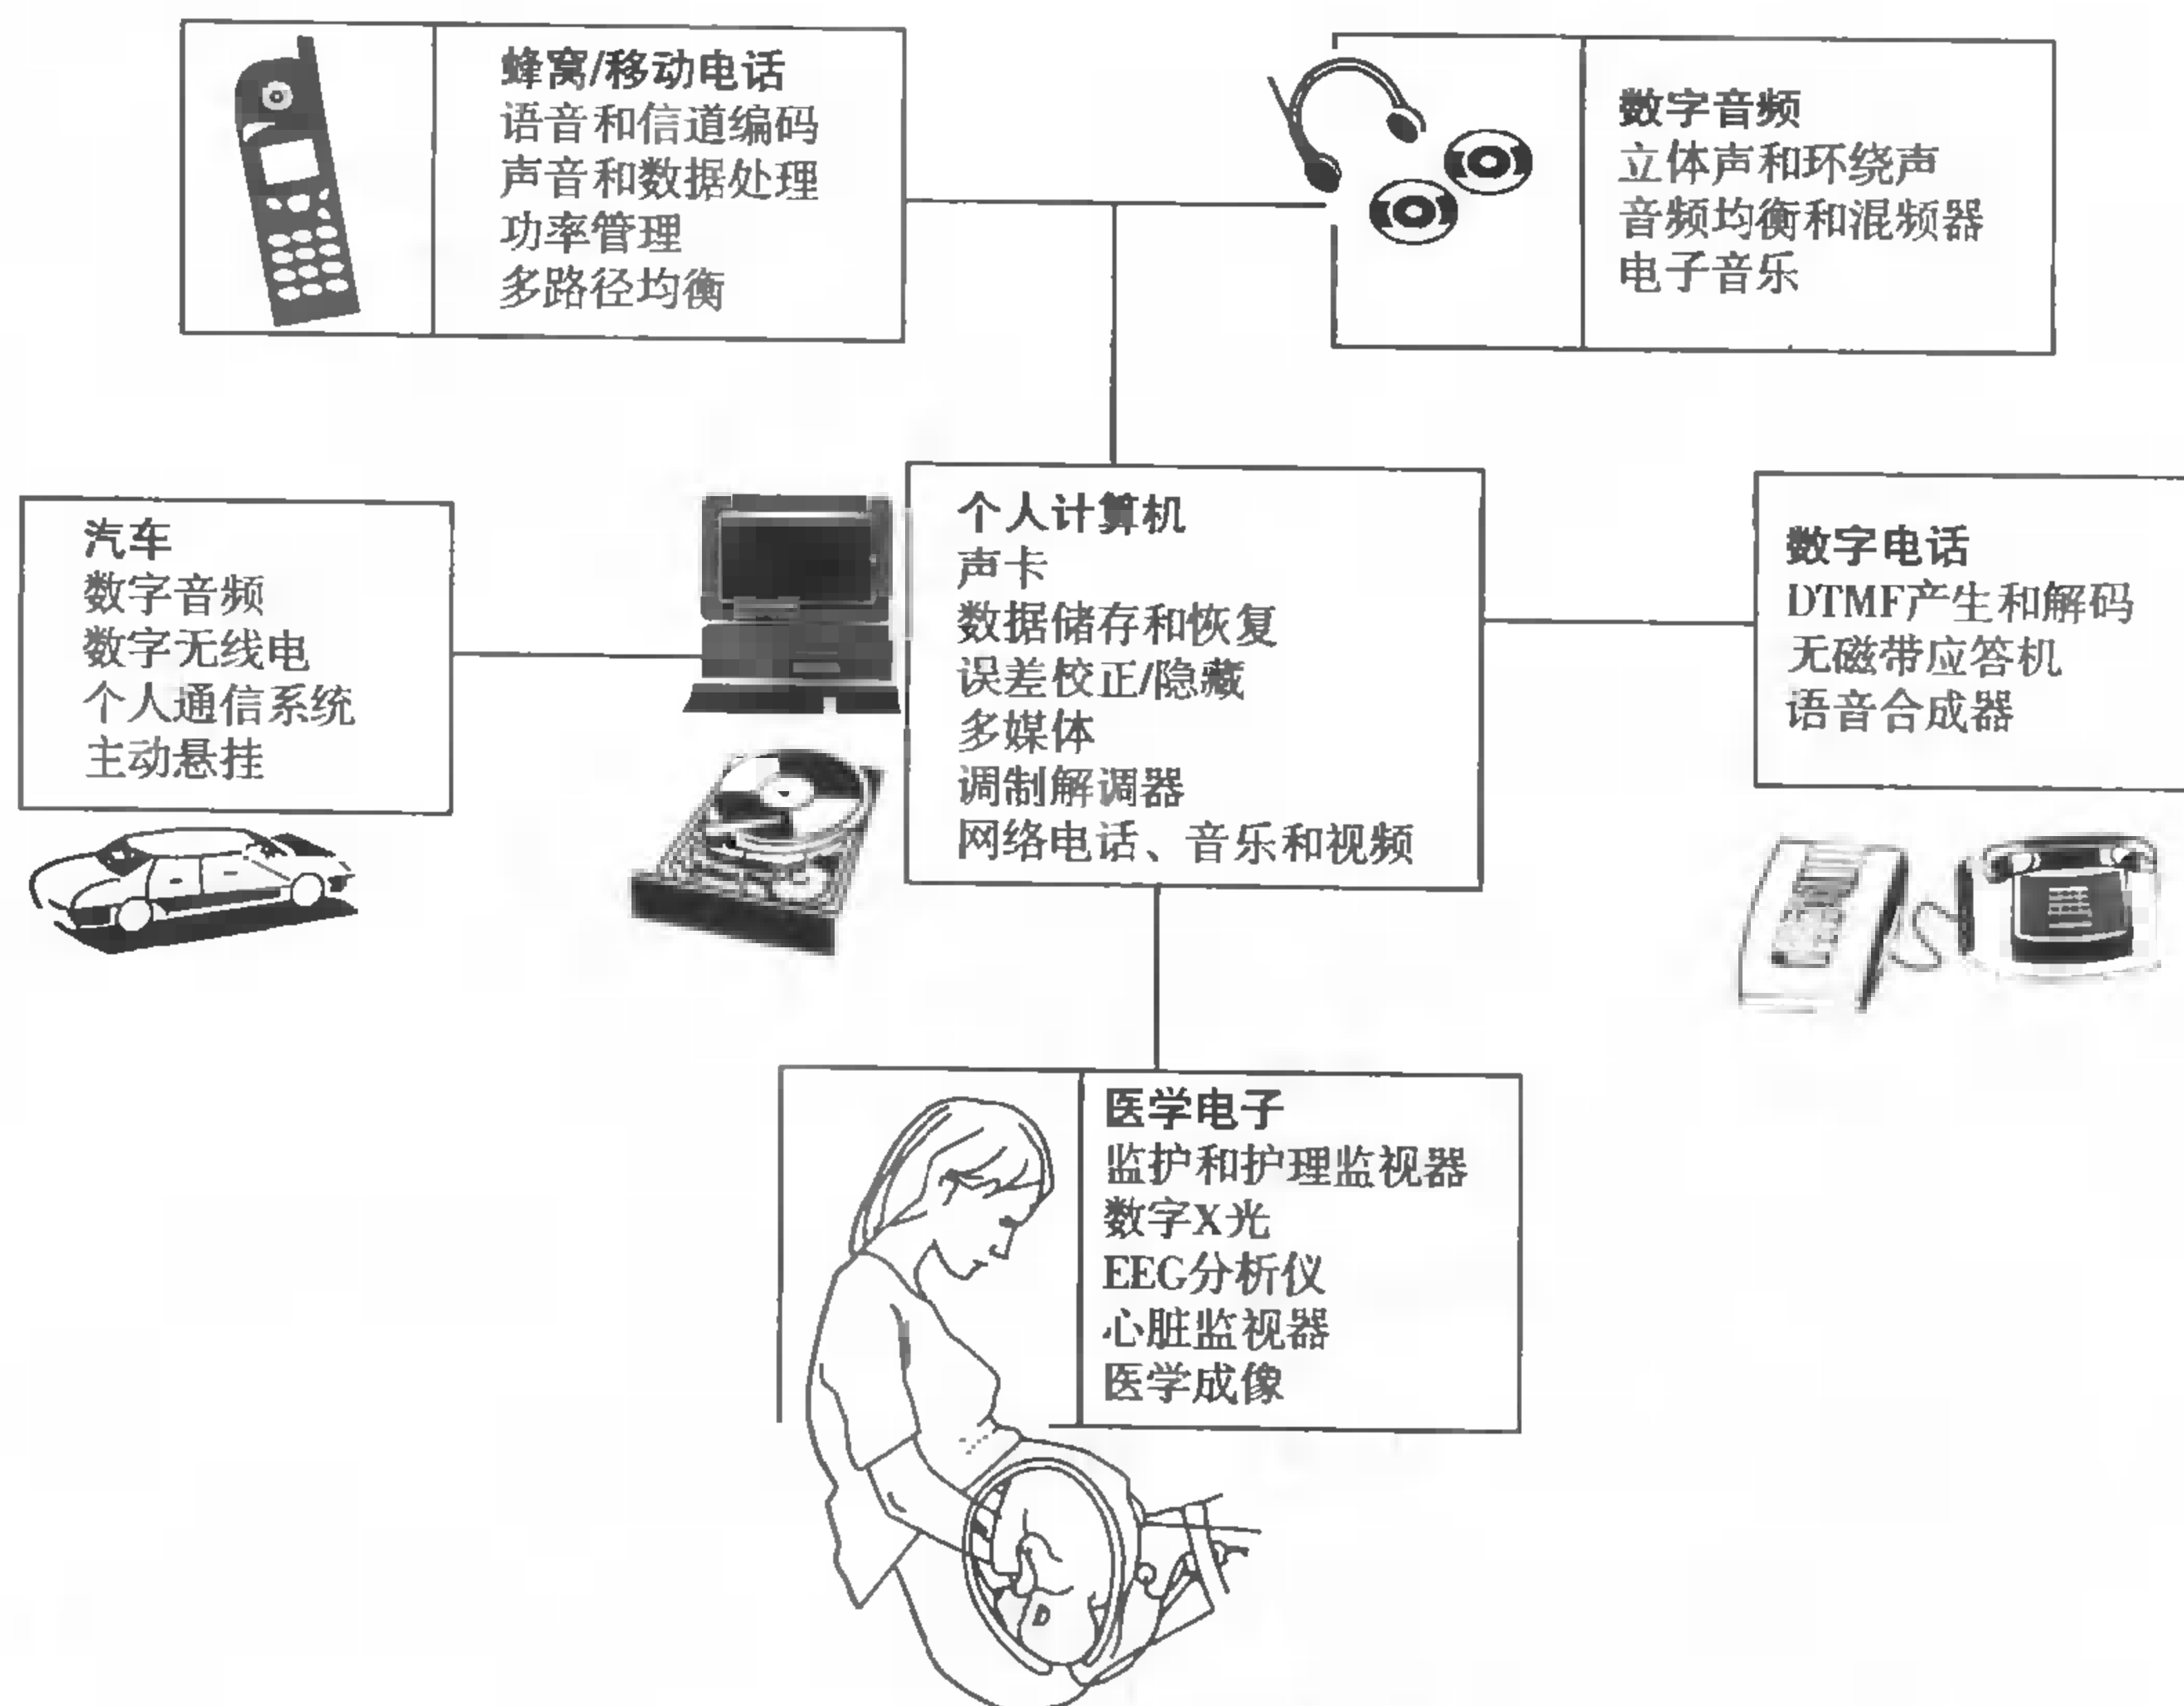 蜂窝/移动电话
语音和信道编码
声音和数据处理
功率管理
多路径均衡
数字音频
立体声和环绕声
音频均衡和混频器
电子音乐
汽车
数字音频
数字无线电
个人通信系统
主动悬挂
个人计算机
声卡
数据储存和恢复
误差校正/隐藏
多媒体
调制解调器
网络电话、音乐和视频
数字电话
DTMF产生和解码
无磁带应答机
语音合成器
医学电子
监护和护理监视器
数字X光
EEG分析仪
心脏监视器
医学成像